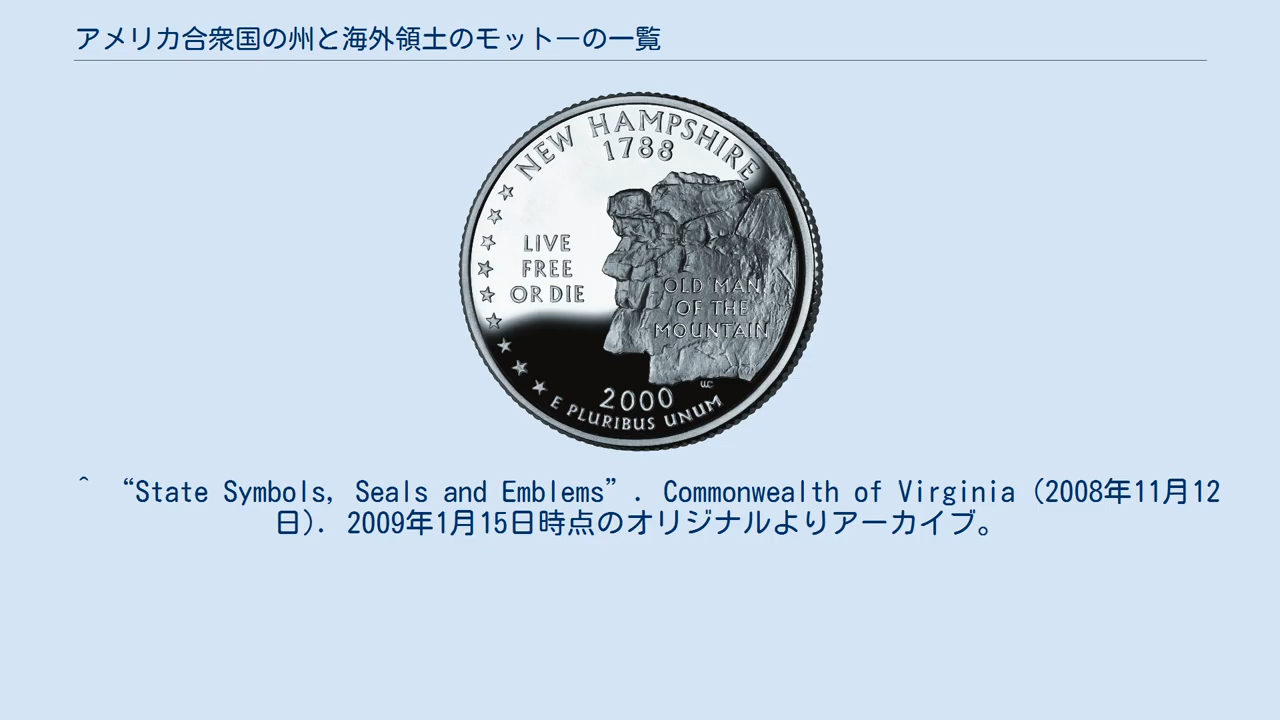 アメリカ合衆国の州と海外領土のモットーの一覧
NEW HAMPSHIRE
1788
LIVE
FREE
OR DIE
OLD MAN
OF THE
MOUNTAIN
UC
2000
E PLURIBUS UNUM
^ “State Symbols, Seals and Emblems”. Commonwealth of Virginia (2008年11月12
日). 2009年1月15日時点のオリジナルよりアーカイブ。